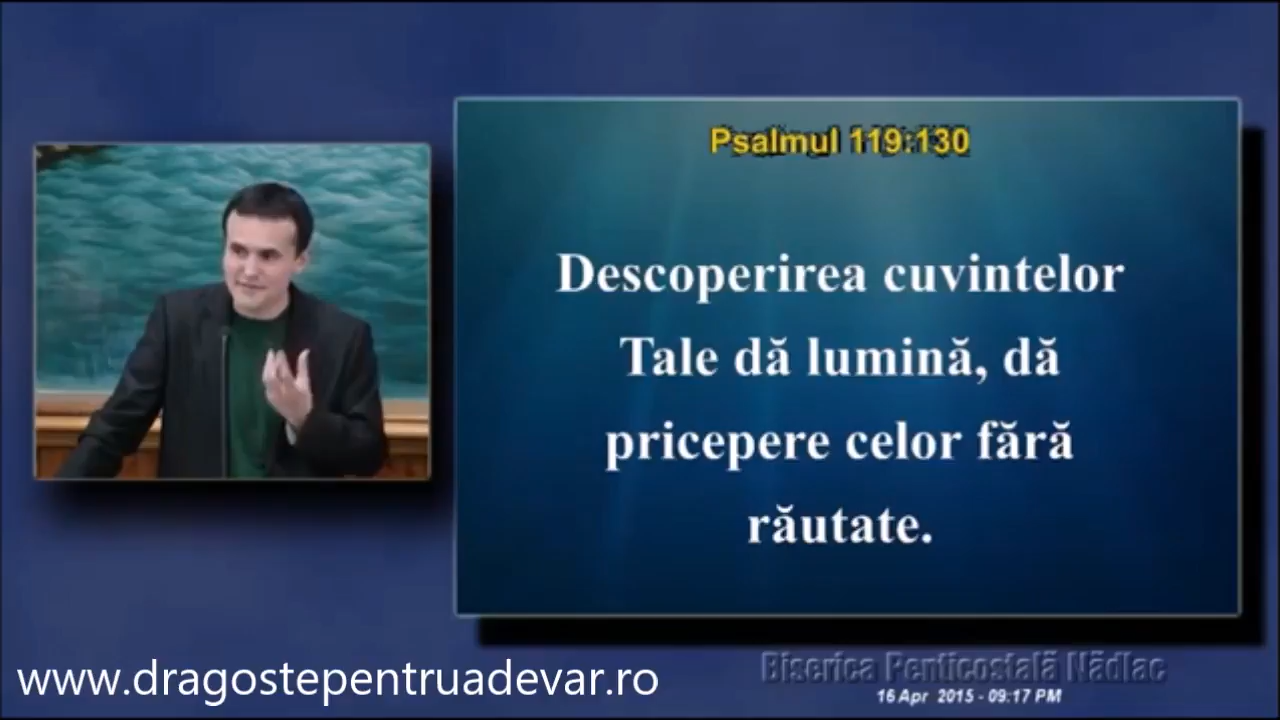 Psalmul 119:130
Descoperirea cuvintelor
Tale dă lumină, dă
pricepere celor fără
răutate.
www.dragostepentruadevar.ro
Biserica Penticostală Nădlac
16 Apr 2015 - 09:17 PM